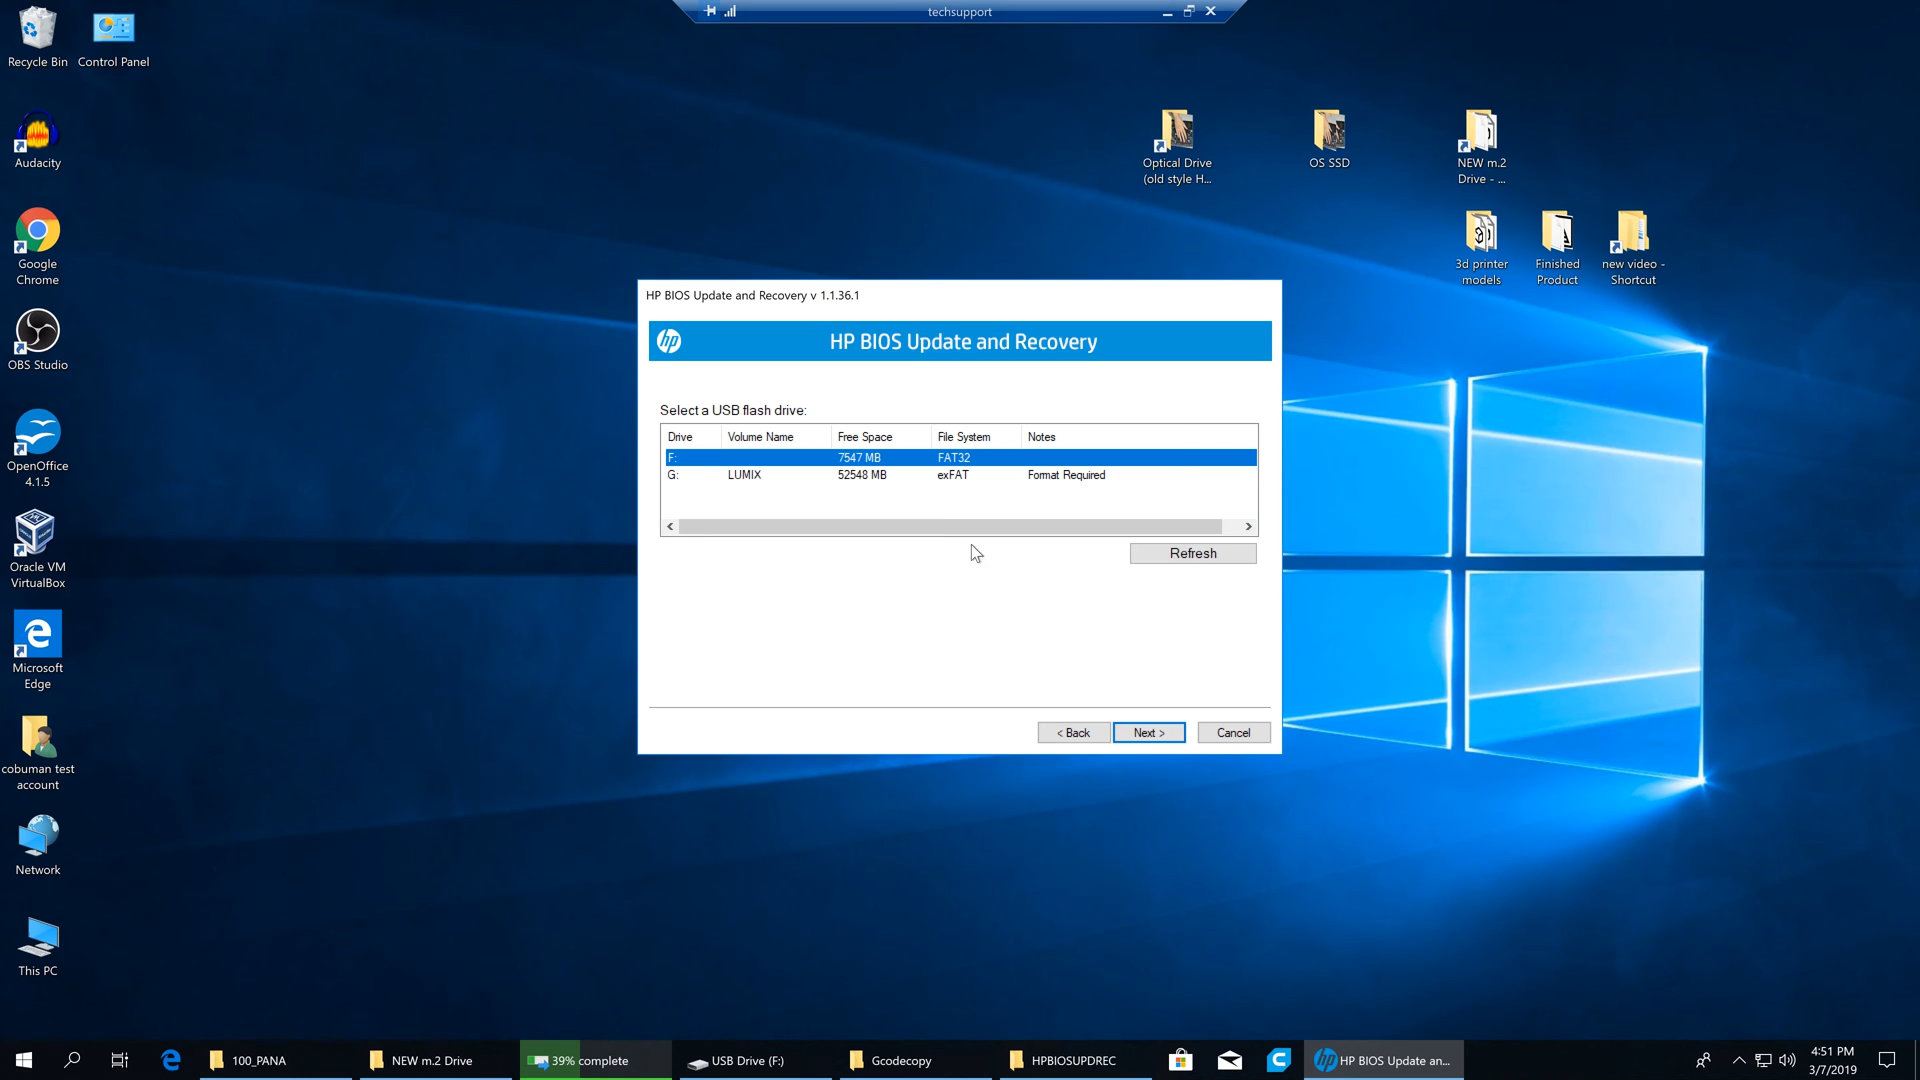 techsupport
Recycle Bin
Control Panel
Audacity
Google
Chrome
OBS Studio
OpenOffice
4.1.5
Oracle VM
VirtualBox
Microsoft
Edge
cobuman test
account
Network
This PC
Optical Drive
(old style H...
OS SSD
NEW m.2
Drive - ...
3d printer
models
Finished
Product
new video -
Shortcut
HP BIOS Update and Recovery v 1.1.36.1
hp HP BIOS Update and Recovery
Select a USB flash drive:
Drive Volume Name Free Space File System Notes
F: 7547 MB FAT32
G: LUMIX 52548 MB exFAT Format Required
Refresh
< Back Next > Cancel
100_PANA NEW m.2 Drive 39% complete USB Drive (F:) Gcodecopy HPBIOSUPDREC HP BIOS Update an...
4:51 PM
3/7/2019